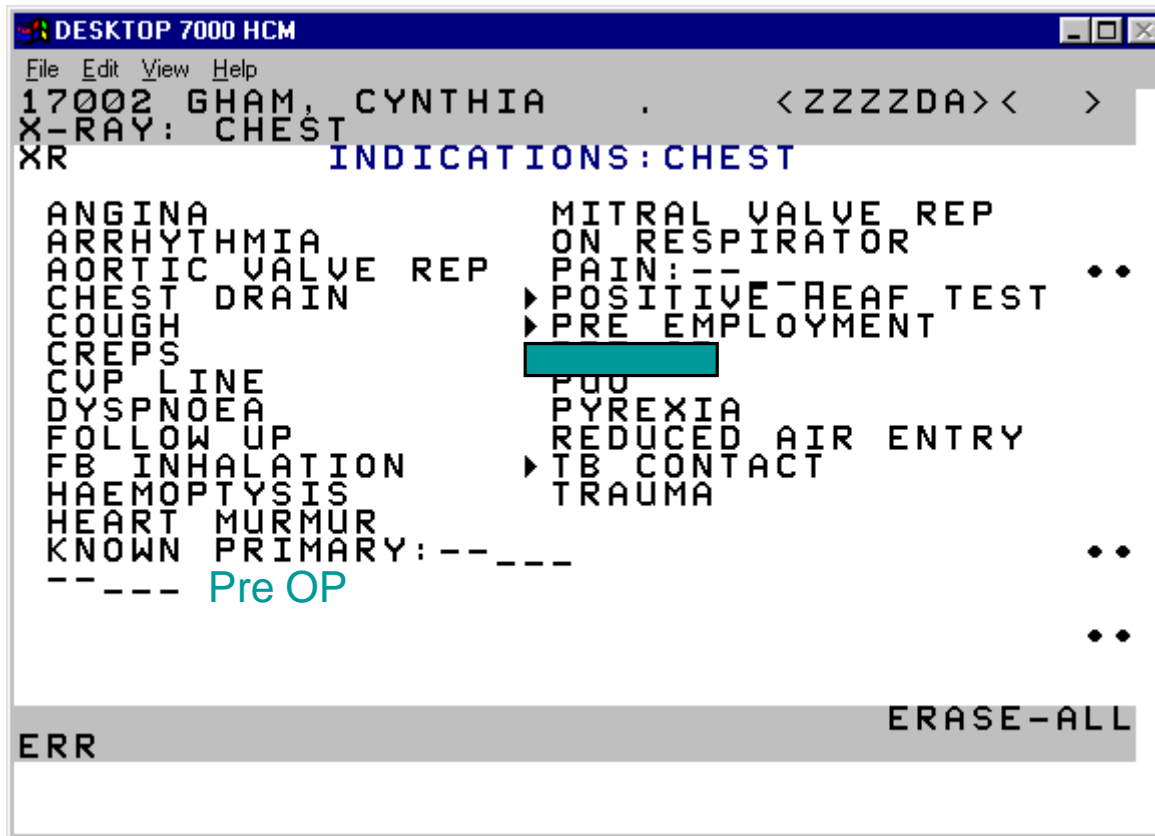 DESKTOP 7000 HCM
File Edit View Help
17002 GHAM, CYNTHIA . <ZZZZDA>< >
X-RAY: CHEST
XR INDICATIONS:CHEST
ANGINA MITRAL VALVE REP
ARRHYTHMIA ON RESPIRATOR
AORTIC VALVE REP PAIN:--___ ••
CHEST DRAIN ▶POSITIVE HEAF TEST
COUGH ▶PRE EMPLOYMENT
CREPS
CVP LINE PUO
DYSPNOEA PYREXIA
FOLLOW UP REDUCED AIR ENTRY
FB INHALATION ▶TB CONTACT
HAEMOPTYSIS TRAUMA
HEART MURMUR
KNOWN PRIMARY:--___ ••
--___ Pre OP
••
ERASE-ALL
ERR